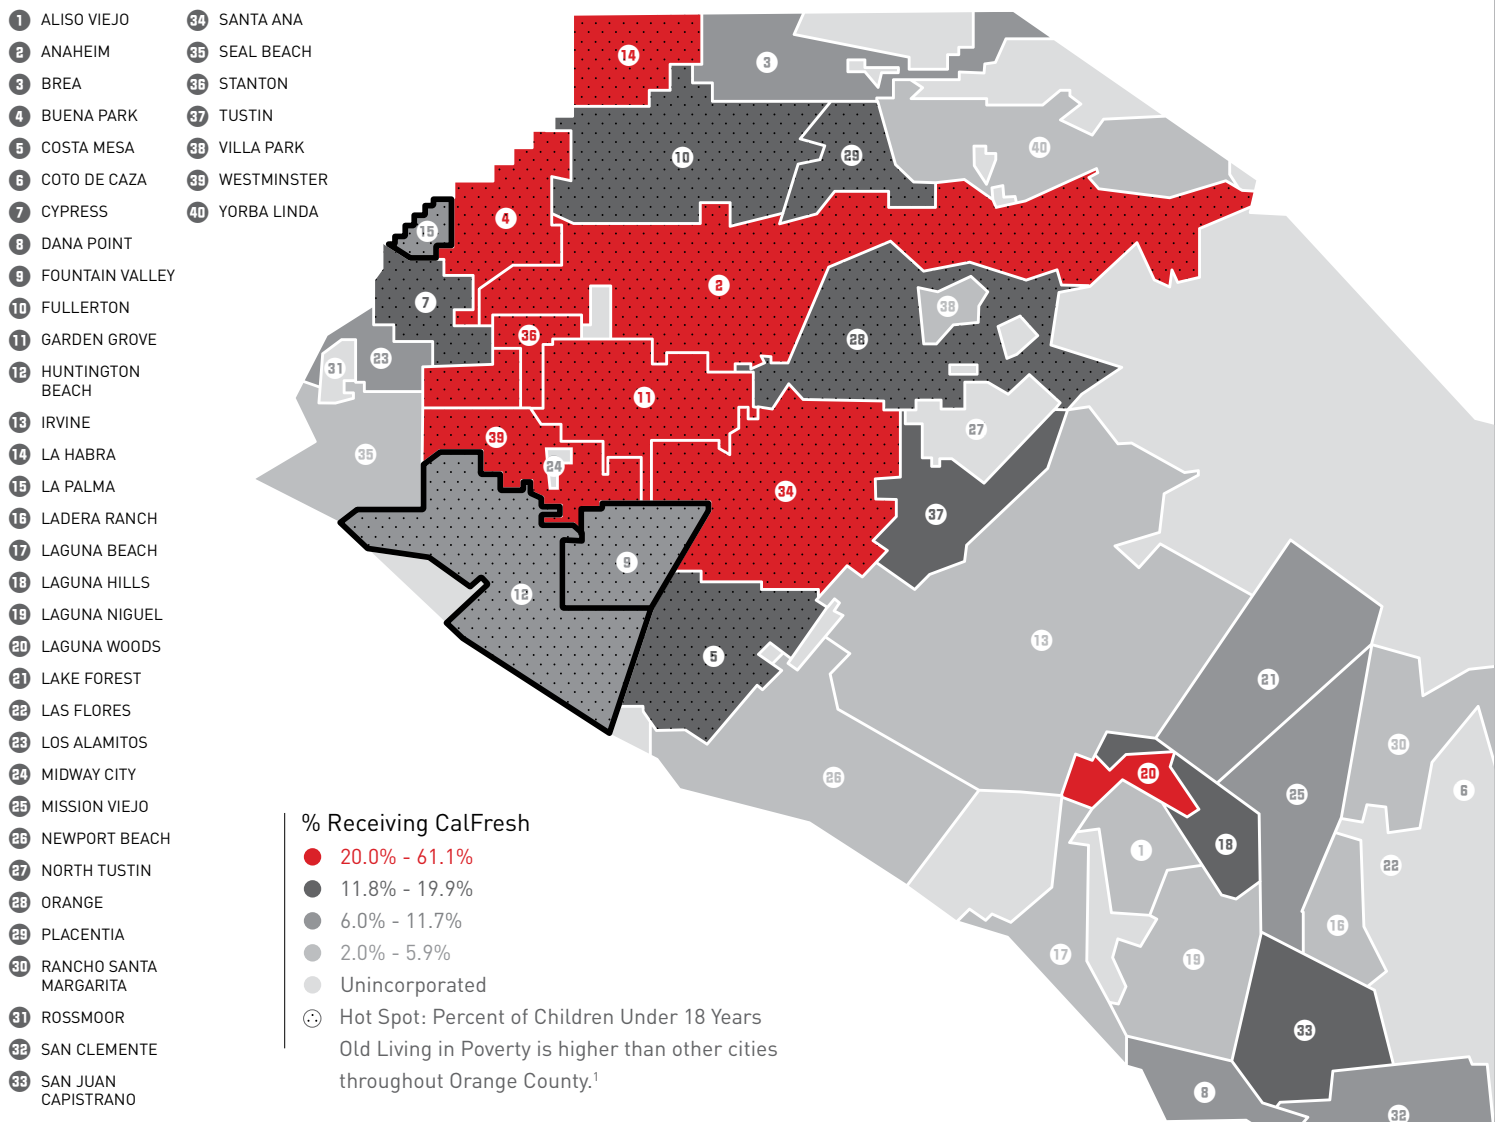 1 ALISO VIEJO
2 ANAHEIM
3 BREA
4 BUENA PARK
5 COSTA MESA
6 COTO DE CAZA
7 CYPRESS
8 DANA POINT
9 FOUNTAIN VALLEY
10 FULLERTON
11 GARDEN GROVE
12 HUNTINGTON
BEACH
13 IRVINE
14 LA HABRA
15 LA PALMA
16 LADERA RANCH
17 LAGUNA BEACH
18 LAGUNA HILLS
19 LAGUNA NIGUEL
20 LAGUNA WOODS
21 LAKE FOREST
22 LAS FLORES
23 LOS ALAMITOS
24 MIDWAY CITY
25 MISSION VIEJO
26 NEWPORT BEACH
27 NORTH TUSTIN
28 ORANGE
29 PLACENTIA
30 RANCHO SANTA
MARGARITA
31 ROSSMOOR
32 SAN CLEMENTE
33 SAN JUAN
CAPISTRANO
34 SANTA ANA
35 SEAL BEACH
36 STANTON
37 TUSTIN
38 VILLA PARK
39 WESTMINSTER
40 YORBA LINDA
14
3
10
29
40
4
15
2
7
38
36
28
23
31
11
27
39
35
24
34
37
9
12
13
5
21
30
20
26
25
6
18
1
22
16
17
19
33
8
32
% Receiving CalFresh
20.0% - 61.1%
11.8% - 19.9%
6.0% - 11.7%
2.0% - 5.9%
Unincorporated
Hot Spot: Percent of Children Under 18 Years
Old Living in Poverty is higher than other cities
throughout Orange County.1